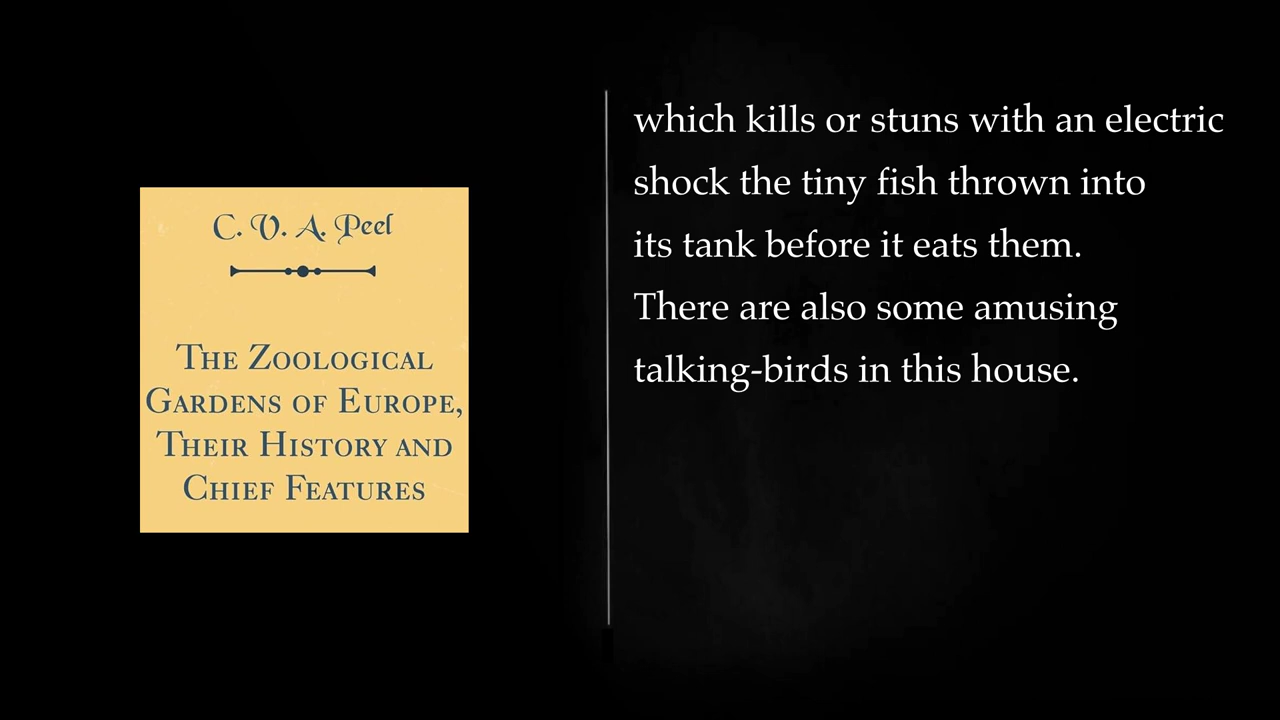 C. V. A. Peel
The Zoological
Gardens of Europe,
Their History and
Chief Features
which kills or stuns with an electric
shock the tiny fish thrown into
its tank before it eats them.
There are also some amusing
talking-birds in this house.